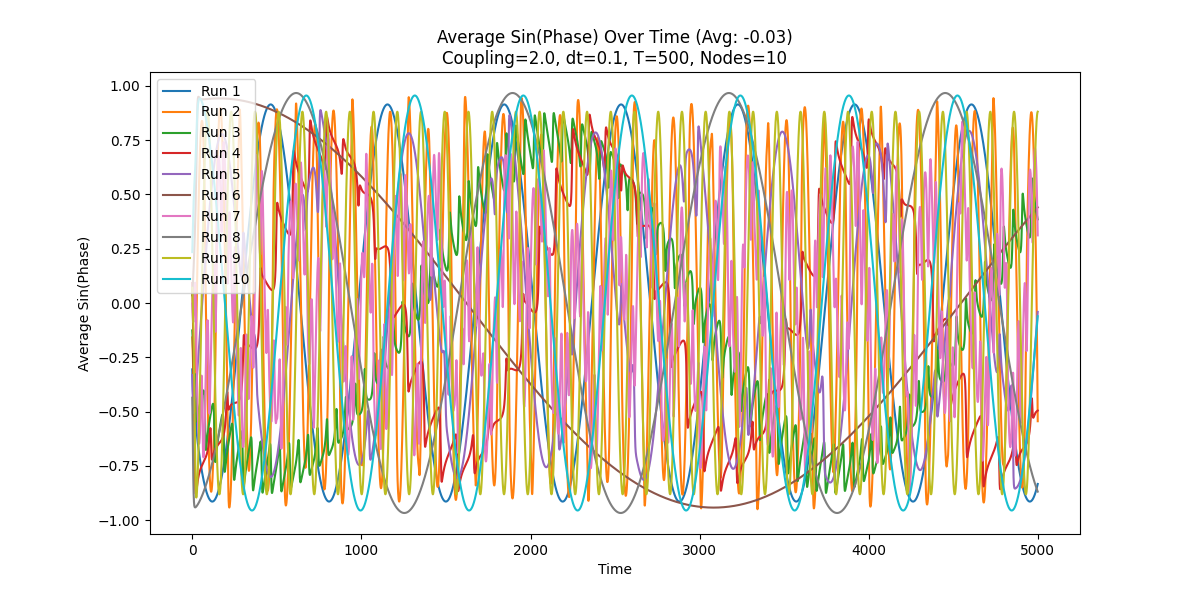 Average Sin(Phase) Over Time (Avg: -0.03)
Coupling=2.0, dt=0.1, T=500, Nodes=10
Run 1
Run 2
Run 3
Run 4
Run 5
Run 6
Run 7
Run 8
Run 9
Run 10
Average Sin(Phase)
1.00
0.75
0.50
0.25
0.00
−0.25
−0.50
−0.75
−1.00
0
1000
2000
3000
4000
5000
Time